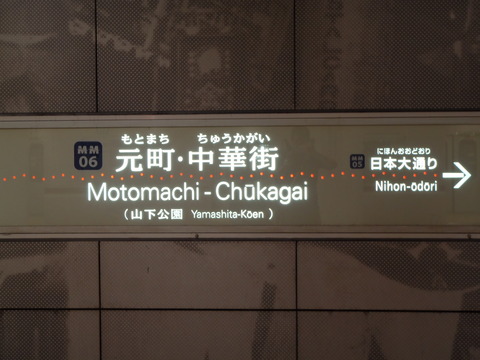 もとまち ちゅうかがい
MM 06 元町・中華街
Motomachi - Chūkagai
(山下公園 Yamashita-Kōen)
にほんおおどおり
MM 05 日本大通り
Nihon-ōdōri